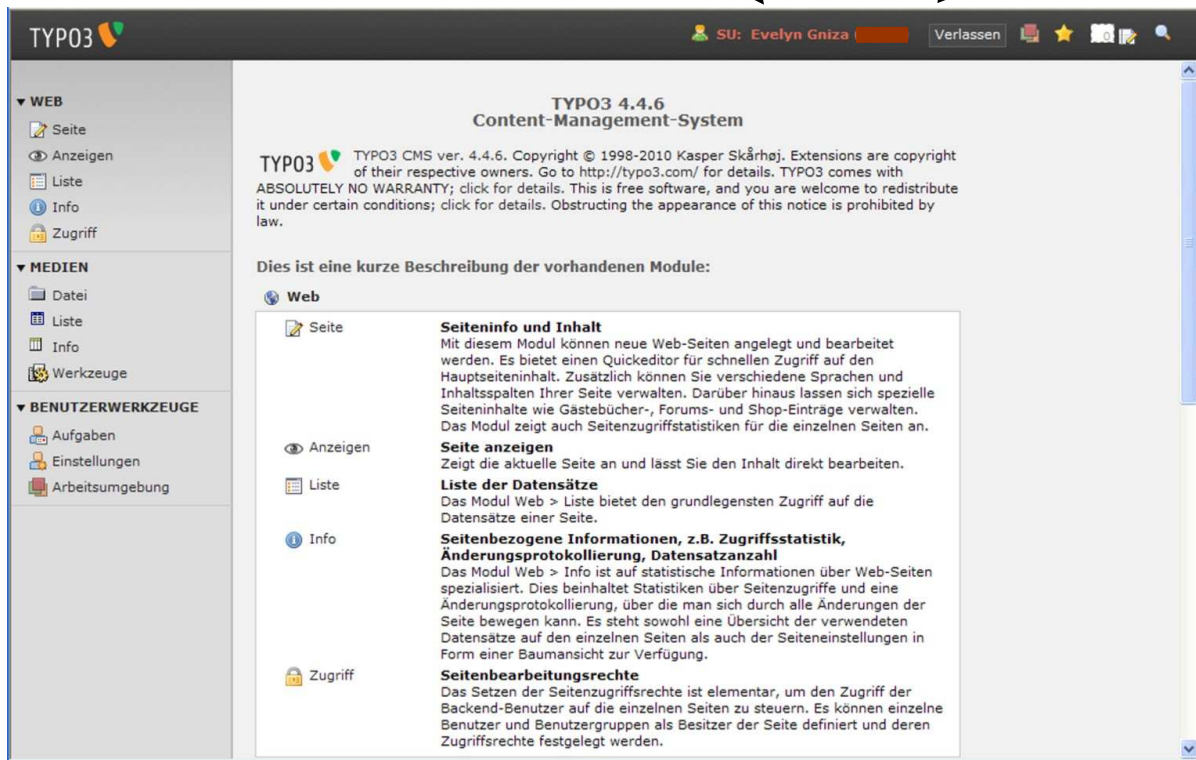 TYPO3
SU: Evelyn Gniza (
Verlassen
0
WEB
Seite
Anzeigen
Liste
Info
Zugriff
MEDIEN
Datei
Liste
Info
Werkzeuge
BENUTZERWERKZEUGE
Aufgaben
Einstellungen
Arbeitsumgebung
TYPO3 4.4.6
Content-Management-System
TYPO3
TYPO3 CMS ver. 4.4.6. Copyright © 1998-2010 Kasper Skårhøj. Extensions are copyright
of their respective owners. Go to http://typo3.com/ for details. TYPO3 comes with
ABSOLUTELY NO WARRANTY; click for details. This is free software, and you are welcome to redistribute
it under certain conditions; click for details. Obstructing the appearance of this notice is prohibited by
law.
Dies ist eine kurze Beschreibung der vorhandenen Module:
Web
Seite
Seiteninfo und Inhalt
Mit diesem Modul können neue Web-Seiten angelegt und bearbeitet
werden. Es bietet einen Quickeditor für schnellen Zugriff auf den
Hauptseiteninhalt. Zusätzlich können Sie verschiedene Sprachen und
Inhaltsspalten Ihrer Seite verwalten. Darüber hinaus lassen sich spezielle
Seiteninhalte wie Gästebücher-, Forums- und Shop-Einträge verwalten.
Das Modul zeigt auch Seitenzugriffstatistiken für die einzelnen Seiten an.
Anzeigen
Seite anzeigen
Zeigt die aktuelle Seite an und lässt Sie den Inhalt direkt bearbeiten.
Liste
Liste der Datensätze
Das Modul Web > Liste bietet den grundlegensten Zugriff auf die
Datensätze einer Seite.
Info
Seitenbezogene Informationen, z.B. Zugriffsstatistik,
Änderungsprotokollierung, Datensatzanzahl
Das Modul Web > Info ist auf statistische Informationen über Web-Seiten
spezialisiert. Dies beinhaltet Statistiken über Seitenzugriffe und eine
Änderungsprotokollierung, über die man sich durch alle Änderungen der
Seite bewegen kann. Es steht sowohl eine Übersicht der verwendeten
Datensätze auf den einzelnen Seiten als auch der Seiteneinstellungen in
Form einer Baumansicht zur Verfügung.
Zugriff
Seitenbearbeitungsrechte
Das Setzen der Seitenzugriffsrechte ist elementar, um den Zugriff der
Backend-Benutzer auf die einzelnen Seiten zu steuern. Es können einzelne
Benutzer und Benutzergruppen als Besitzer der Seite definiert und deren
Zugriffsrechte festgelegt werden.